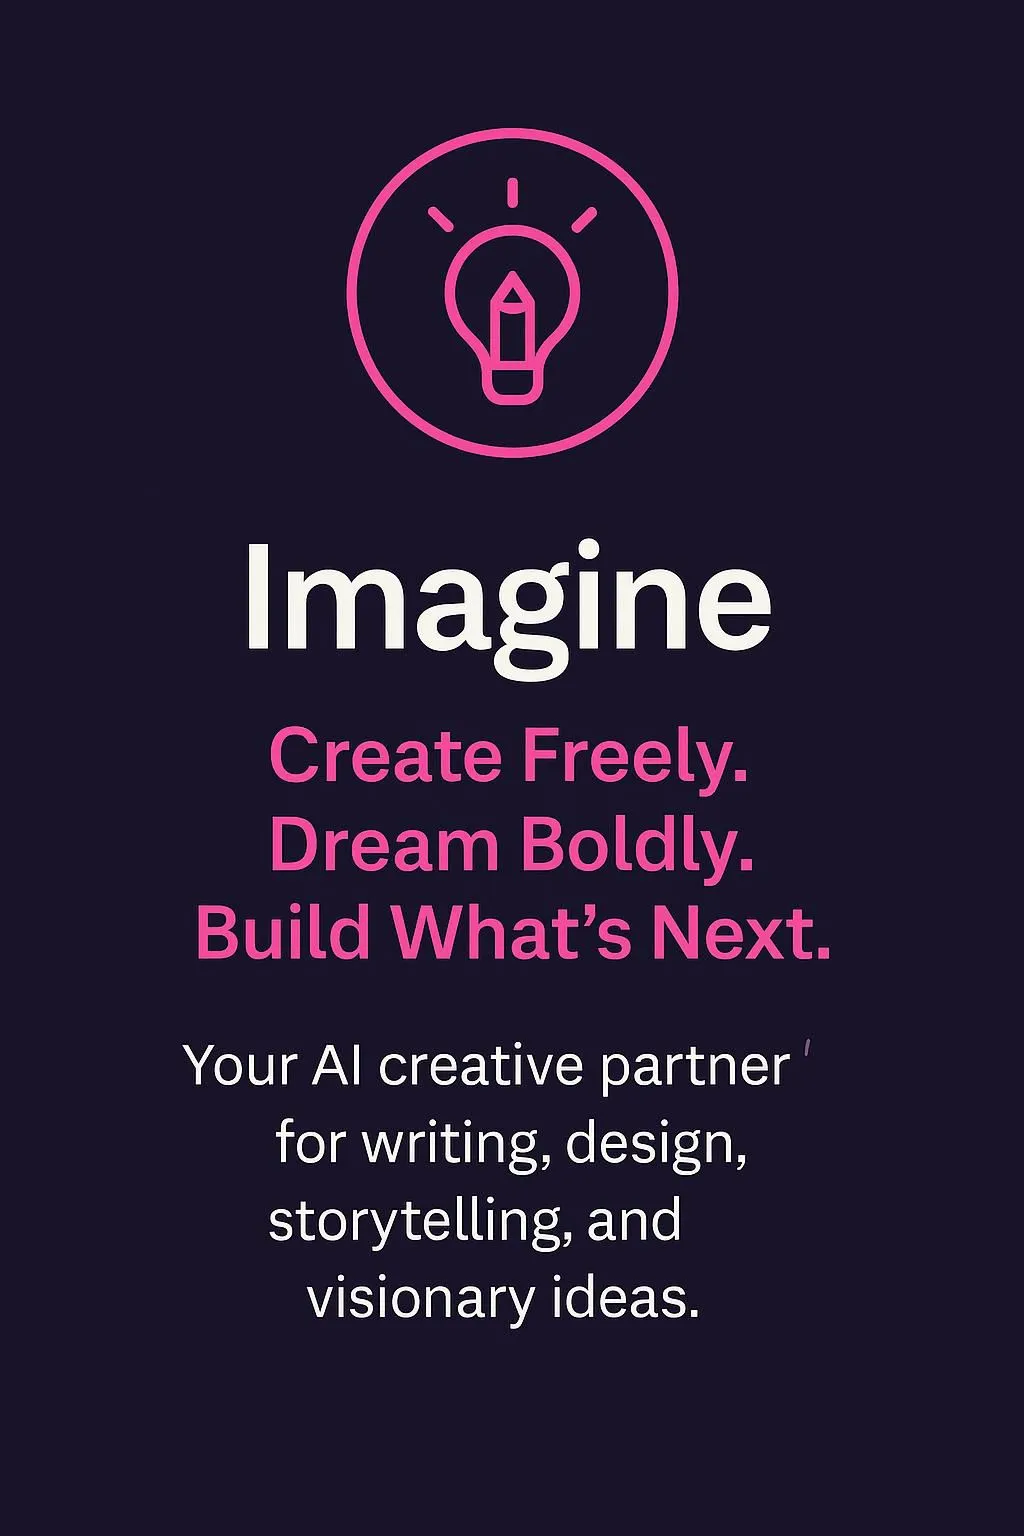 Imagine
Create Freely.
Dream Boldly.
Build What’s Next.
Your AI creative partner
for writing, design,
storytelling, and
visionary ideas.